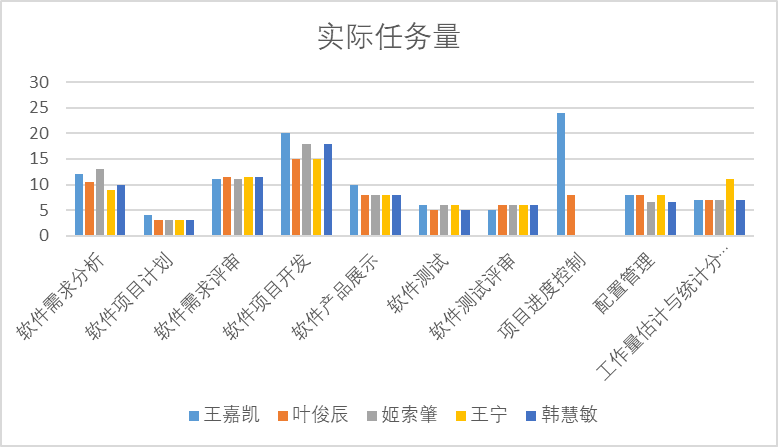 实际任务量
30
25
20
15
10
5
0
软件需求分析
软件项目计划
软件需求评审
软件项目开发
软件产品展示
软件测试
软件测试评审
项目进度控制
配置管理
工作量估计与统计分…
王嘉凯 叶俊辰 姬索肇 王宁 韩慧敏